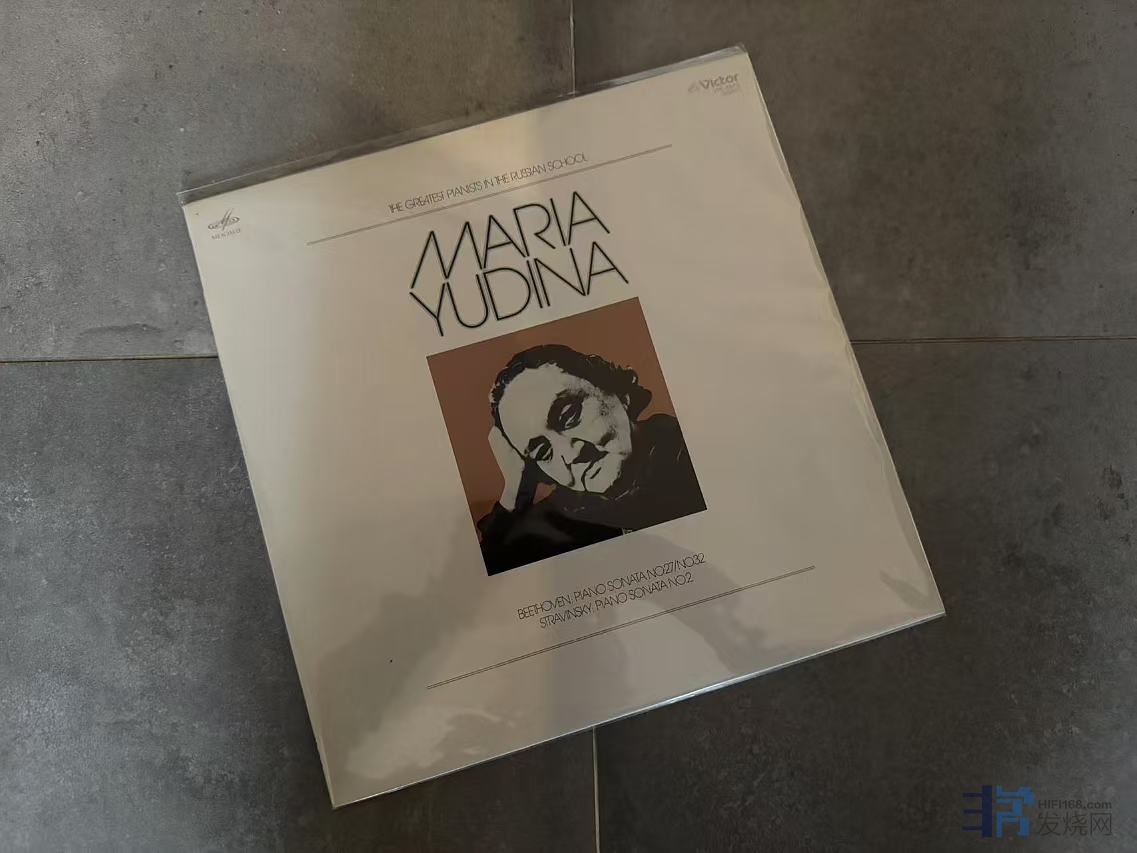 Victor
THE GREATEST PIANISTS IN THE RUSSIAN SCHOOL
MARIA
YUDINA
BEETHOVEN: PIANO SONATA NO.27/NO.32
STRAVINSKY: PIANO SONATA NO.2
HIFI168.com
发烧网